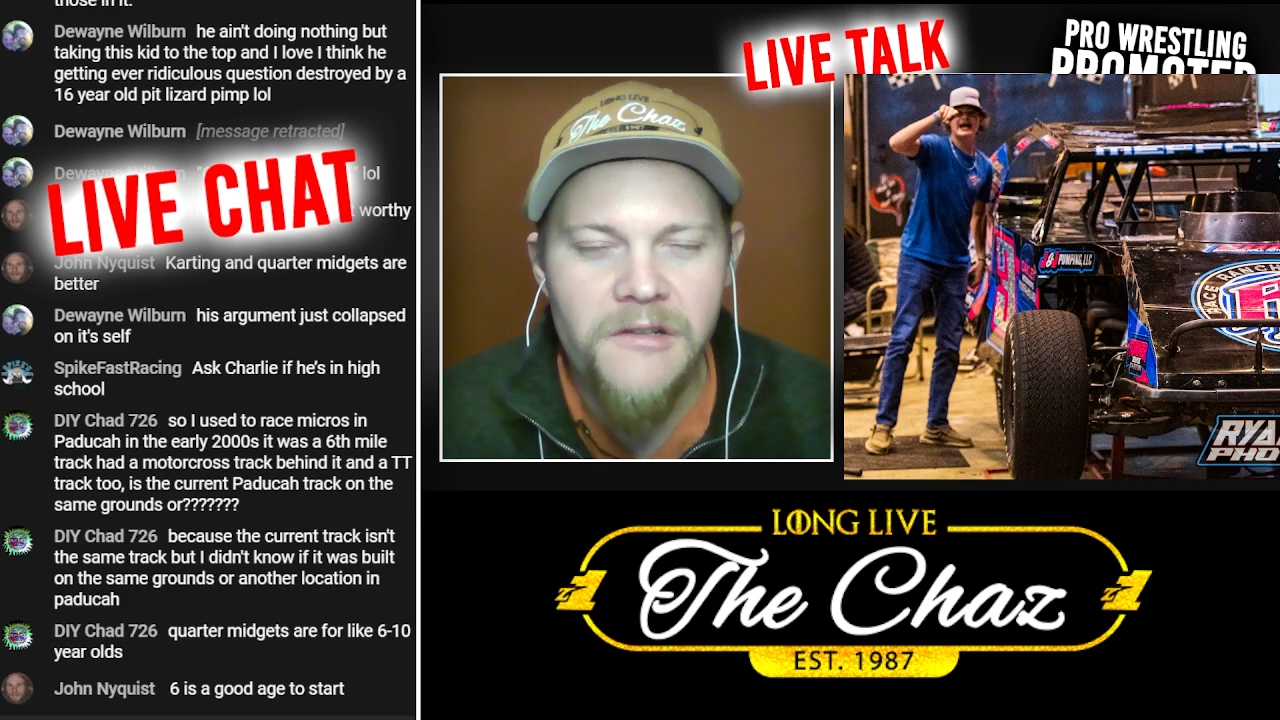 those in it.
Dewayne Wilburn he ain't doing nothing but
taking this kid to the top and I love I think he
getting ever ridiculous question destroyed by a
16 year old pit lizard pimp lol
Dewayne Wilburn [message retracted]
lol
worthy
LIVE CHAT
John Nyquist Karting and quarter midgets are
better
Dewayne Wilburn his argument just collapsed
on it's self
SpikeFastRacing Ask Charlie if he's in high
school
DIY Chad 726 so I used to race micros in
Paducah in the early 2000s it was a 6th mile
track had a motorcross track behind it and a TT
track too, is the current Paducah track on the
same grounds or???????
DIY Chad 726 because the current track isn't
the same track but I didn't know if it was built
on the same grounds or another location in
paducah
DIY Chad 726 quarter midgets are for like 6-10
year olds
John Nyquist 6 is a good age to start
LIVE TALK
PRO WRESTLING
PROMOTER
LONG LIVE
The Chaz
EST. 1987
PUMPING, LLC
RACE RANCH
RYA
PHO
LONG LIVE
The Chaz
z1
z1
EST. 1987